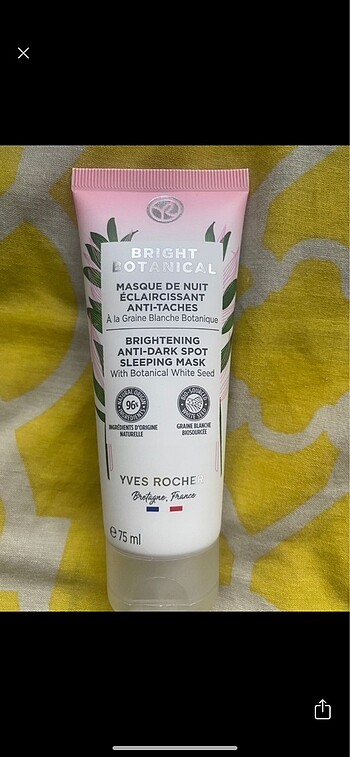 BRIGHT
BOTANICAL
MASQUE DE NUIT
ÉCLAIRCISSANT
ANTI-TACHES
À la Graine Blanche Botanique
BRIGHTENING
ANTI-DARK SPOT
SLEEPING MASK
With Botanical White Seed
96%
INGRÉDIENTS D'ORIGINE
NATURELLE
GRAINE BLANCHE
BIOSOURCÉE
YVES ROCHER
Bretagne, France
e 75 ml